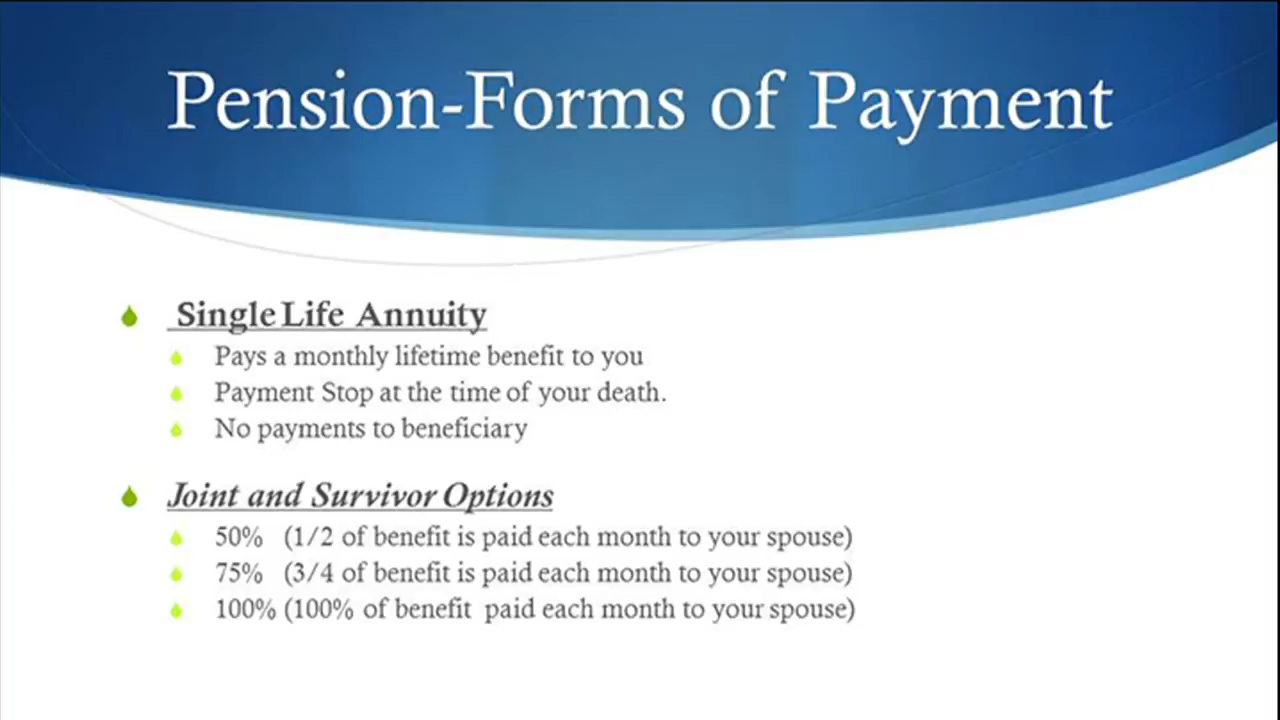 Pension-Forms of Payment
Single Life Annuity
Pays a monthly lifetime benefit to you
Payment Stop at the time of your death.
No payments to beneficiary
Joint and Survivor Options
50% (1/2 of benefit is paid each month to your spouse)
75% (3/4 of benefit is paid each month to your spouse)
100% (100% of benefit paid each month to your spouse)